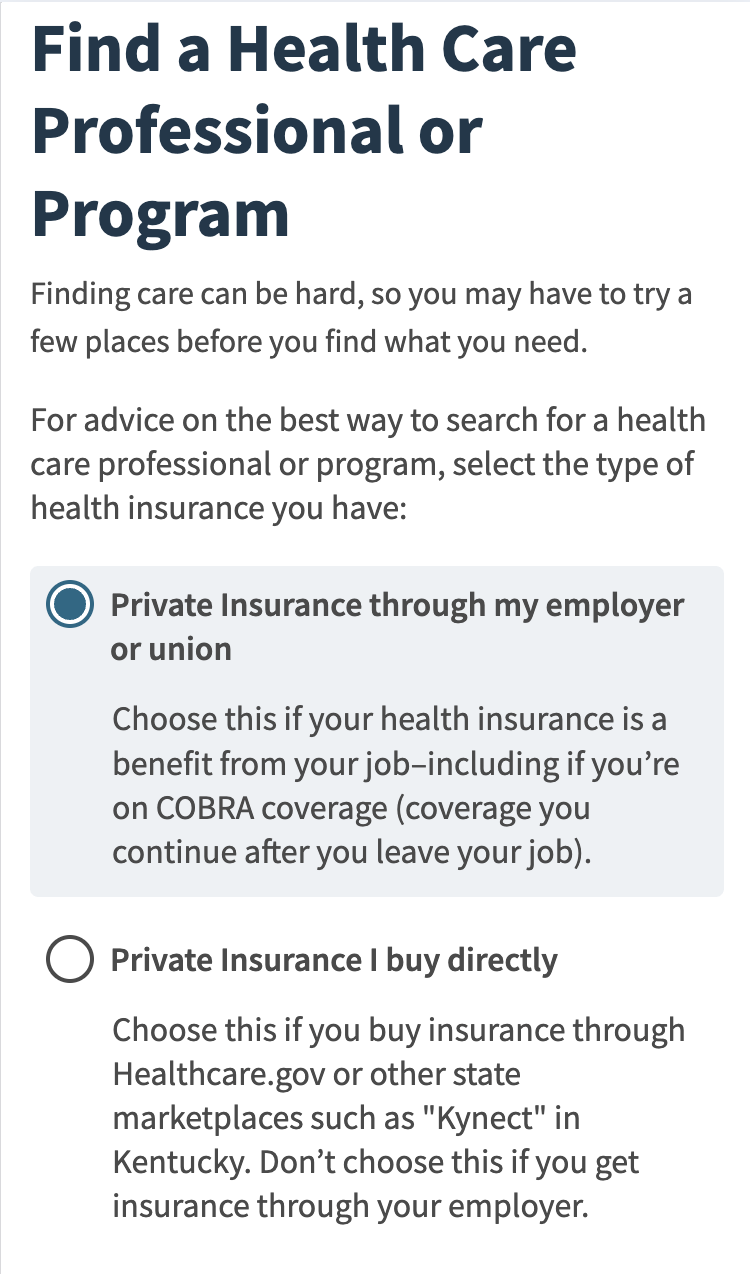 Find a Health Care
Professional or
Program
Finding care can be hard, so you may have to try a
few places before you find what you need.
For advice on the best way to search for a health
care professional or program, select the type of
health insurance you have:
Private Insurance through my employer
or union
Choose this if your health insurance is a
benefit from your job–including if you’re
on COBRA coverage (coverage you
continue after you leave your job).
Private Insurance I buy directly
Choose this if you buy insurance through
Healthcare.gov or other state
marketplaces such as "Kynect" in
Kentucky. Don’t choose this if you get
insurance through your employer.